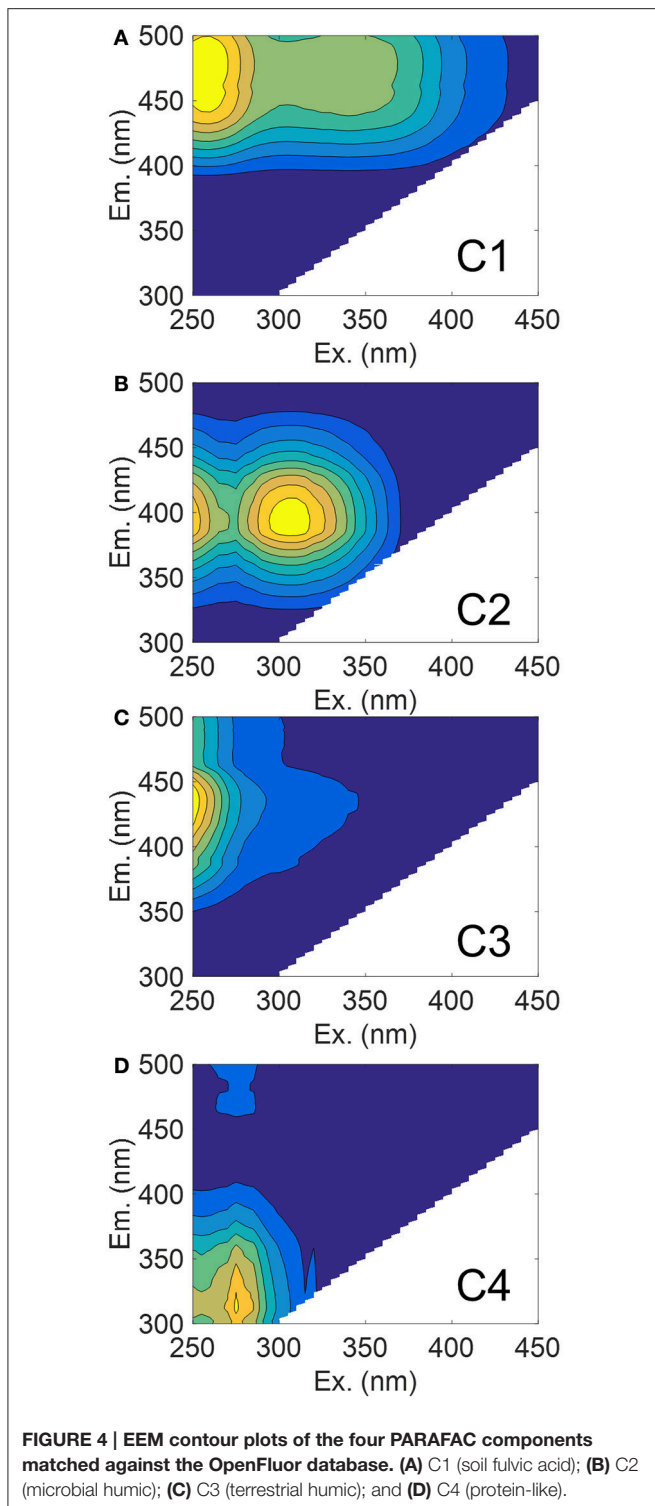 A
500
450
400
350
300
Em. (nm)
C1
250 300 350 400 450
Ex. (nm)
B
500
450
400
350
300
Em. (nm)
C2
250 300 350 400 450
Ex. (nm)
C
500
450
400
350
300
Em. (nm)
C3
250 300 350 400 450
Ex. (nm)
D
500
450
400
350
300
Em. (nm)
C4
250 300 350 400 450
Ex. (nm)
FIGURE 4 | EEM contour plots of the four PARAFAC components
matched against the OpenFluor database. (A) C1 (soil fulvic acid); (B) C2
(microbial humic); (C) C3 (terrestrial humic); and (D) C4 (protein-like).